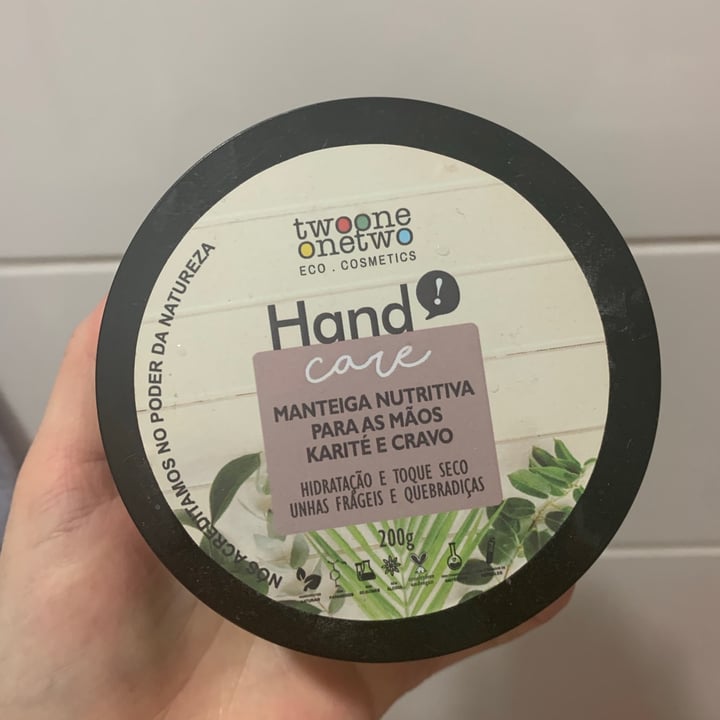 twoone
onetwo
ECO . COSMETICS
Hand!
care
MANTEIGA NUTRITIVA
PARA AS MÃOS
KARITÉ E CRAVO
HIDRATAÇÃO E TOQUE SECO
UNHAS FRÁGEIS E QUEBRADIÇAS
200g
NÓS ACREDITAMOS NO PODER DA NATUREZA